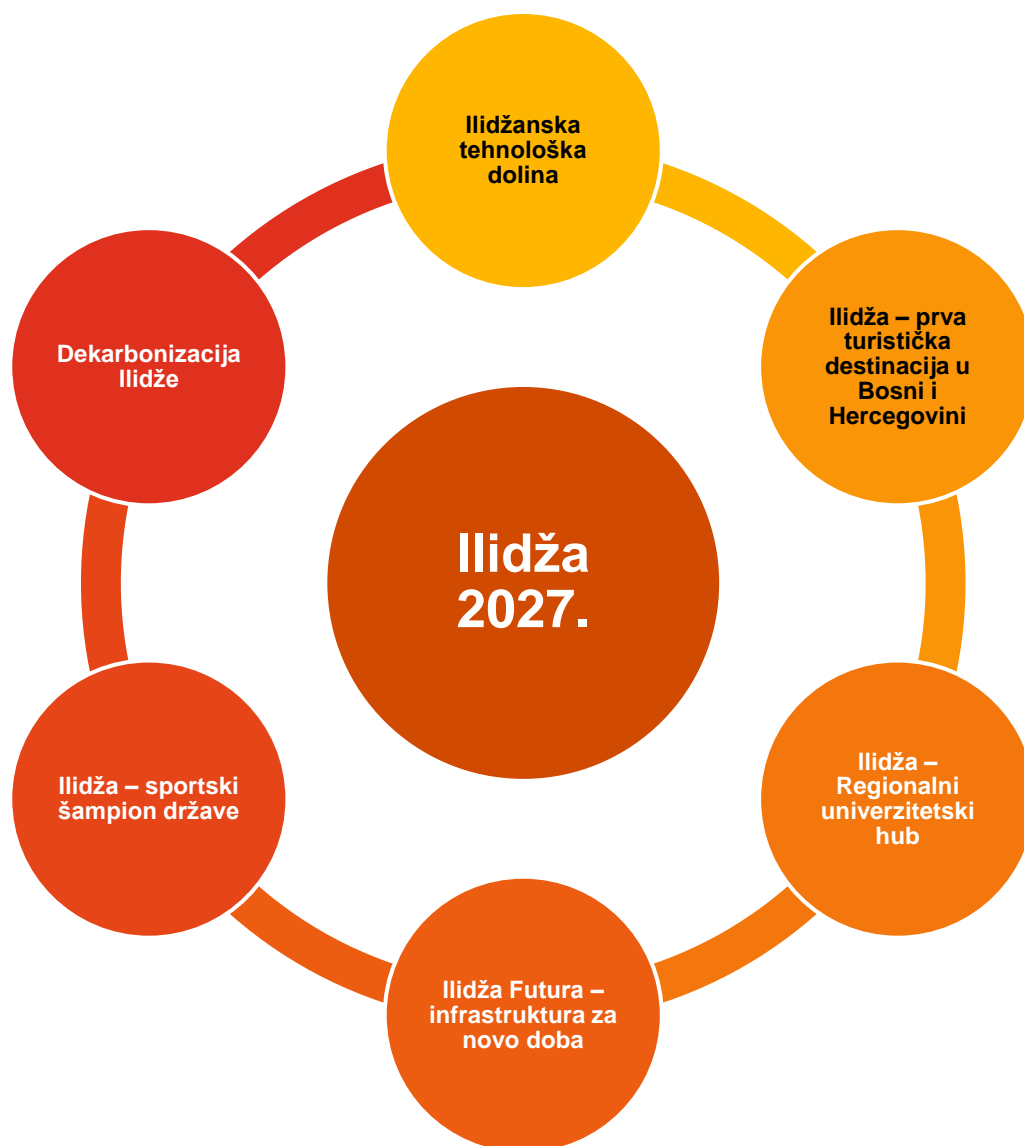 Ilidžanska
tehnološka
dolina
Ilidža – prva
turistička
destinacija u
Bosni i
Hercegovini
Dekarbonizacija
Ilidže
Ilidža
2027.
Ilidža –
Regionalni
univerzitetski
hub
Ilidža – sportski
šampion države
Ilidža Futura –
infrastruktura za
novo doba